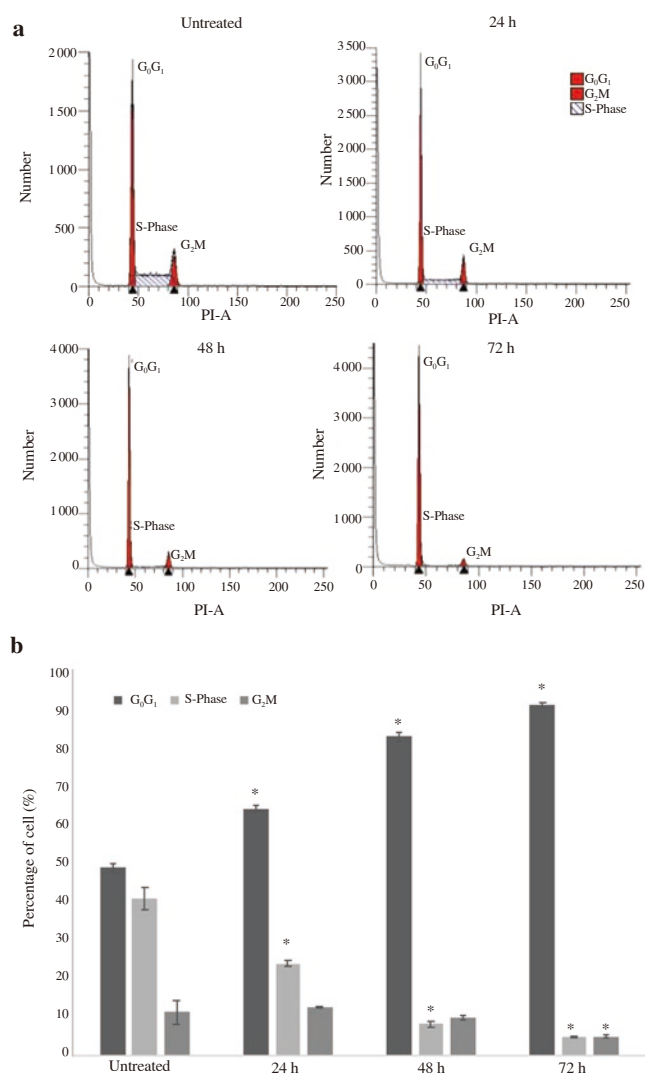 a
Untreated
2 000
1 500
1 000
500
0
Number
G₀G₁
S-Phase
G₂M
0 50 100 150 200 250
PI-A
24 h
3 500
3 000
2 500
2 000
1 500
1 000
500
0
Number
G₀G₁
S-Phase
G₂M
0 50 100 150 200 250
PI-A
G₀G₁
G₂M
S-Phase
48 h
4 000
3 000
2 000
1 000
0
Number
G₀G₁
S-Phase
G₂M
0 50 100 150 200 250
PI-A
72 h
4 000
3 000
2 000
1 000
0
Number
G₀G₁
S-Phase
G₂M
0 50 100 150 200 250
PI-A
b
100
90
80
70
60
50
40
30
20
10
0
Percentage of cell (%)
G₀G₁ S-Phase G₂M
* * * * * * *
Untreated 24 h 48 h 72 h